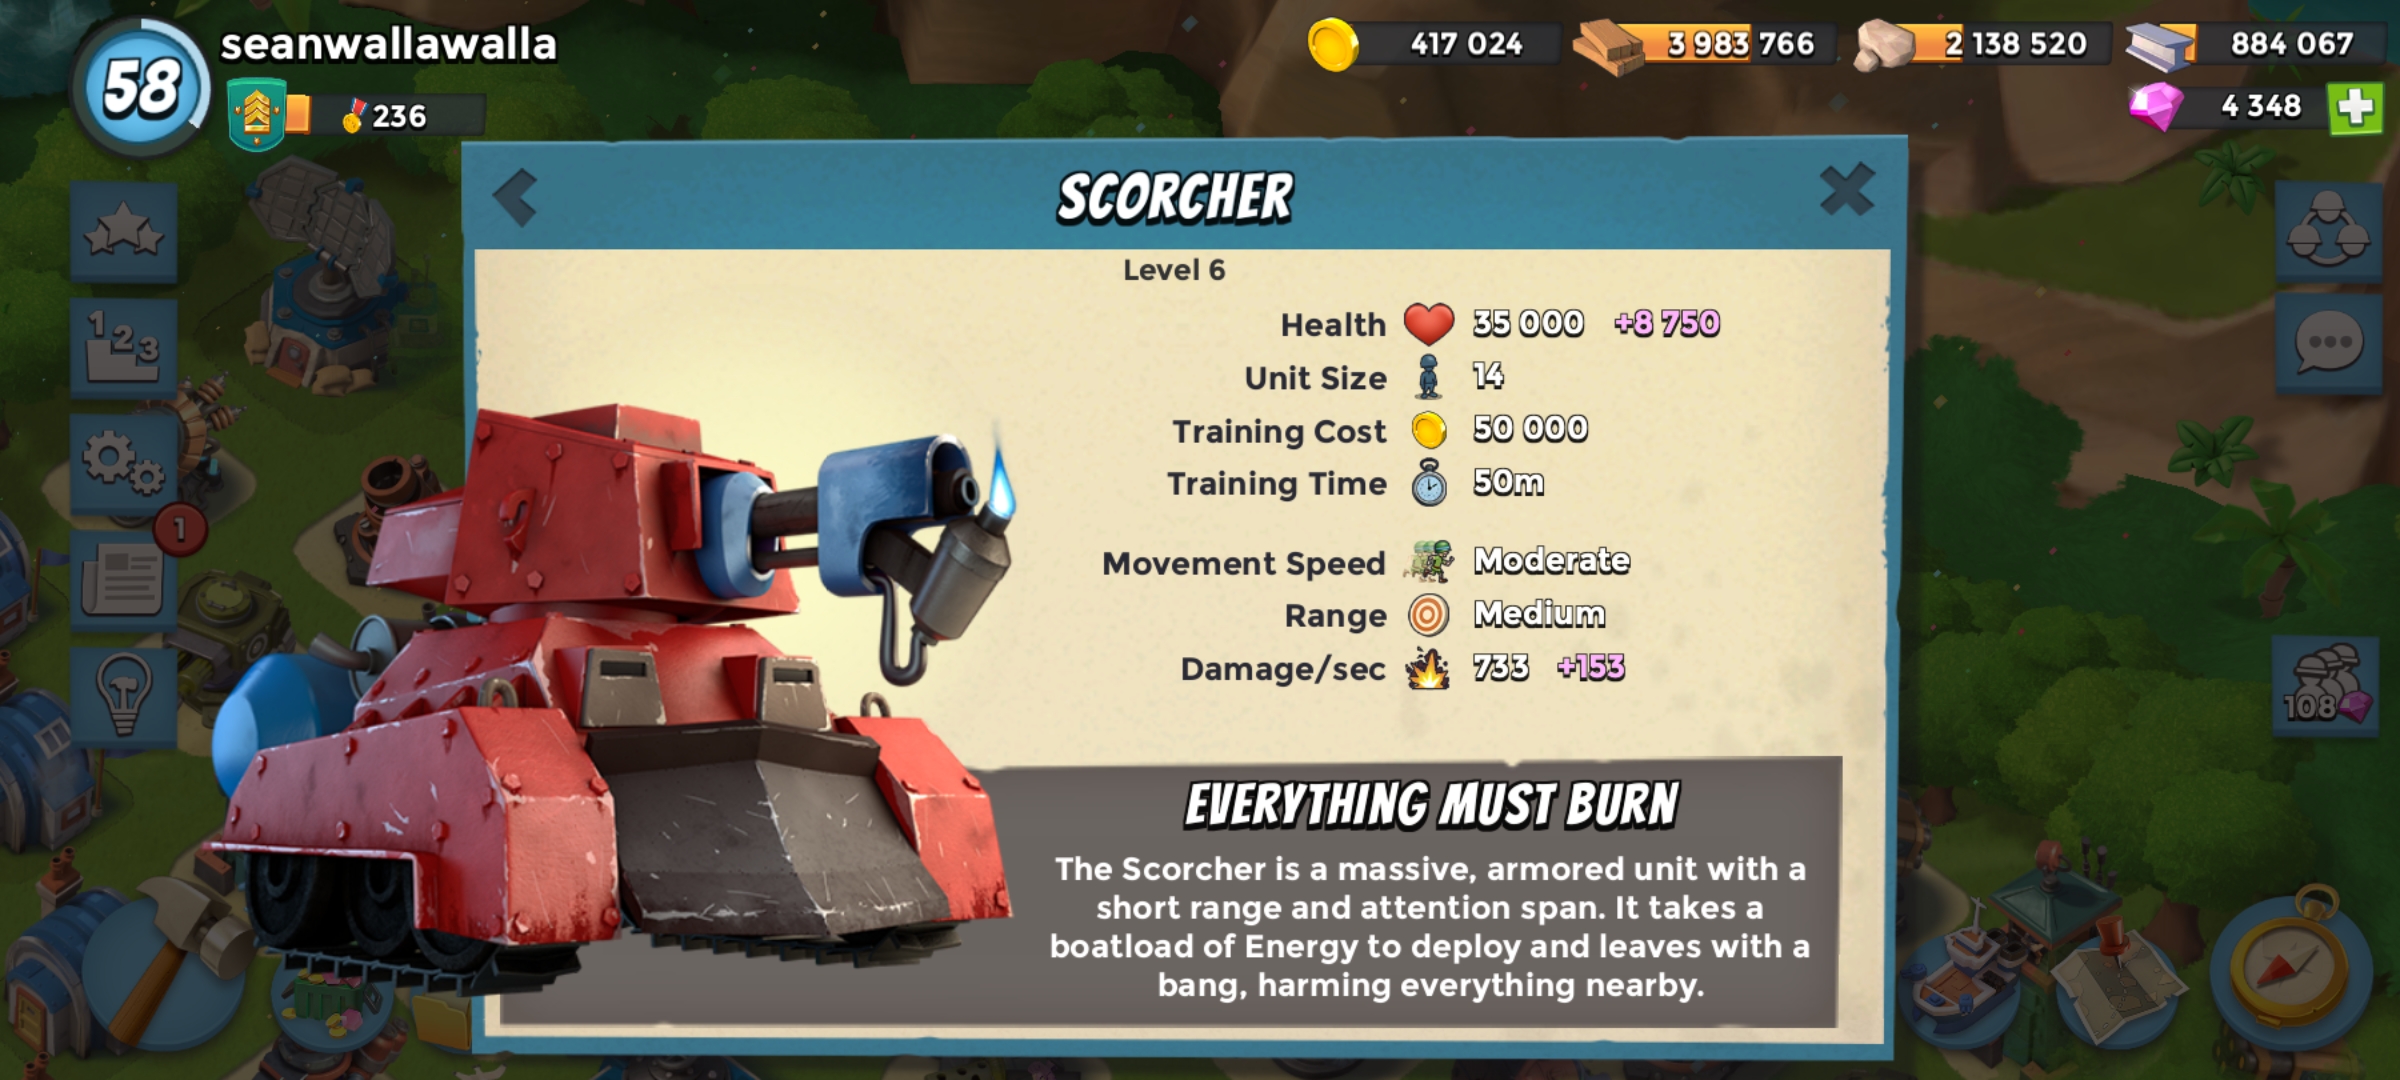 58
seanwallawalla
236
417 024
3 983 766
2 138 520
884 067
4 348
SCORCHER
Level 6
Health 35 000 +8 750
Unit Size 14
Training Cost 50 000
Training Time 50m
Movement Speed Moderate
Range Medium
Damage/sec 733 +153
EVERYTHING MUST BURN
The Scorcher is a massive, armored unit with a
short range and attention span. It takes a
boatload of Energy to deploy and leaves with a
bang, harming everything nearby.
1 2 3
1
108